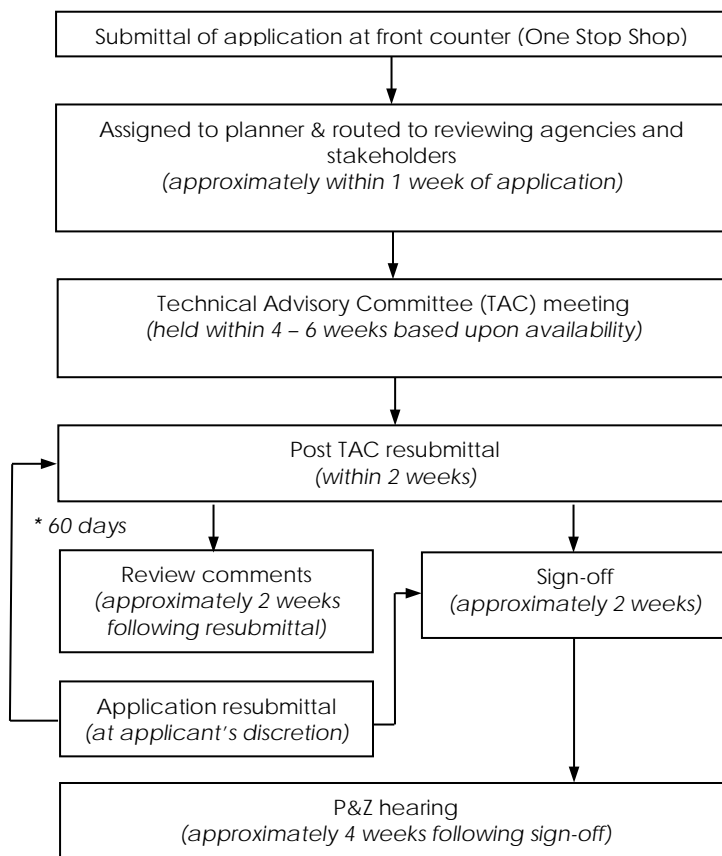 Submittal of application at front counter (One Stop Shop)
Assigned to planner & routed to reviewing agencies and
stakeholders
(approximately within 1 week of application)
Technical Advisory Committee (TAC) meeting
(held within 4 – 6 weeks based upon availability)
Post TAC resubmittal
(within 2 weeks)
* 60 days
Review comments
(approximately 2 weeks
following resubmittal)
Sign-off
(approximately 2 weeks)
Application resubmittal
(at applicant's discretion)
P&Z hearing
(approximately 4 weeks following sign-off)